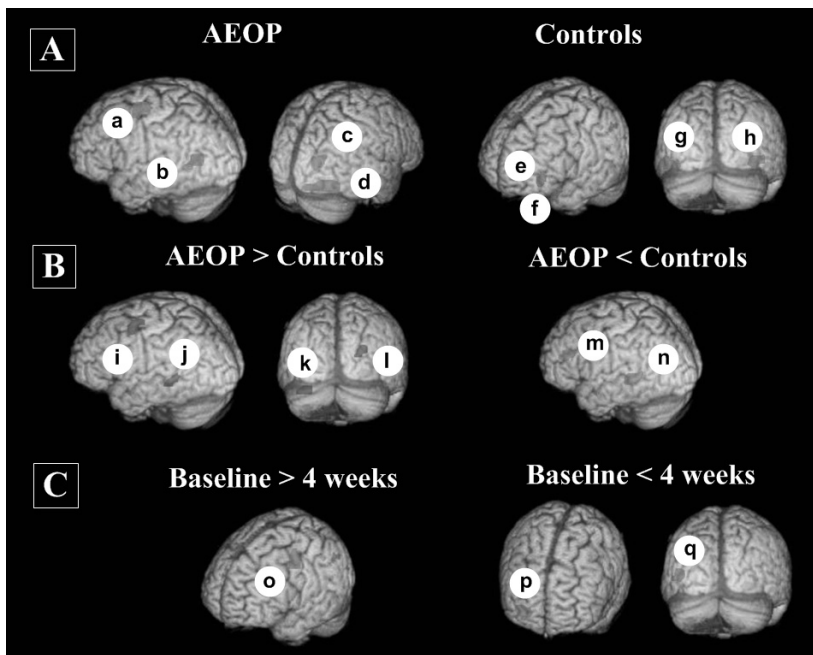 A
AEOP
Controls
a
b
c
d
e
f
g
h
B
AEOP > Controls
AEOP < Controls
i
j
k
l
m
n
C
Baseline > 4 weeks
Baseline < 4 weeks
o
p
q